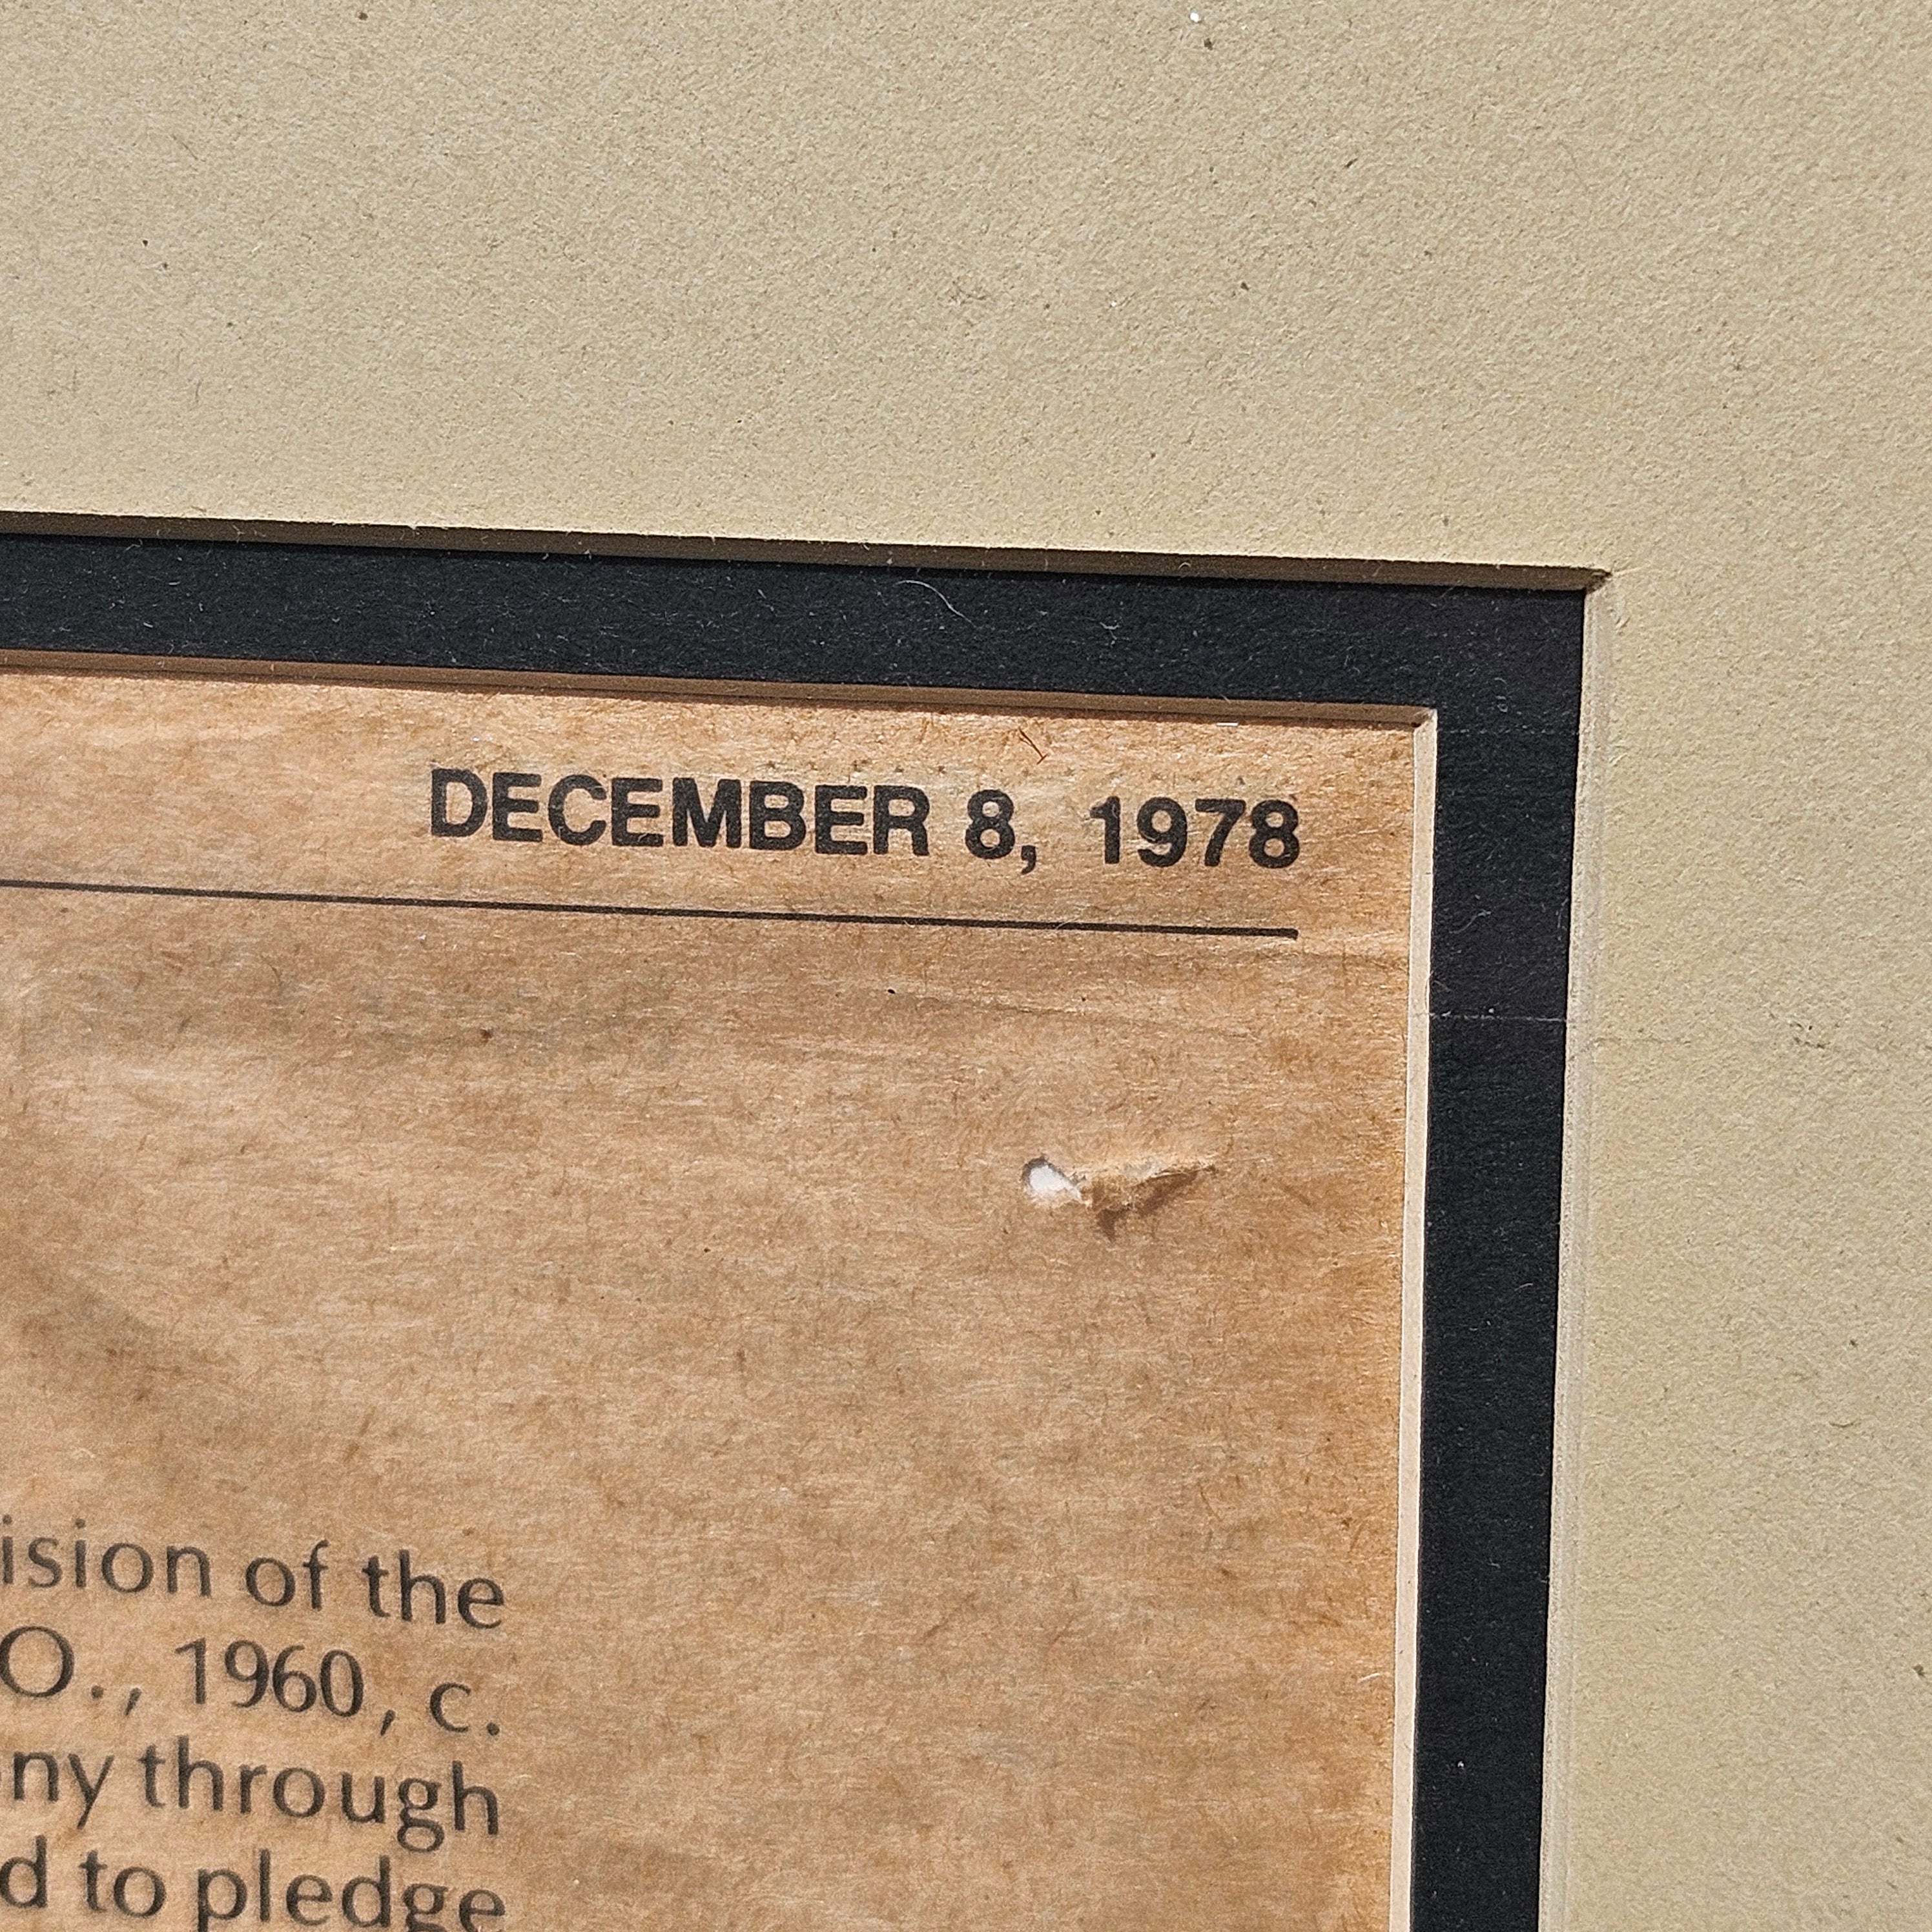 DECEMBER 8, 1978
ision of the
O., 1960, c.
ny through
d to pledge